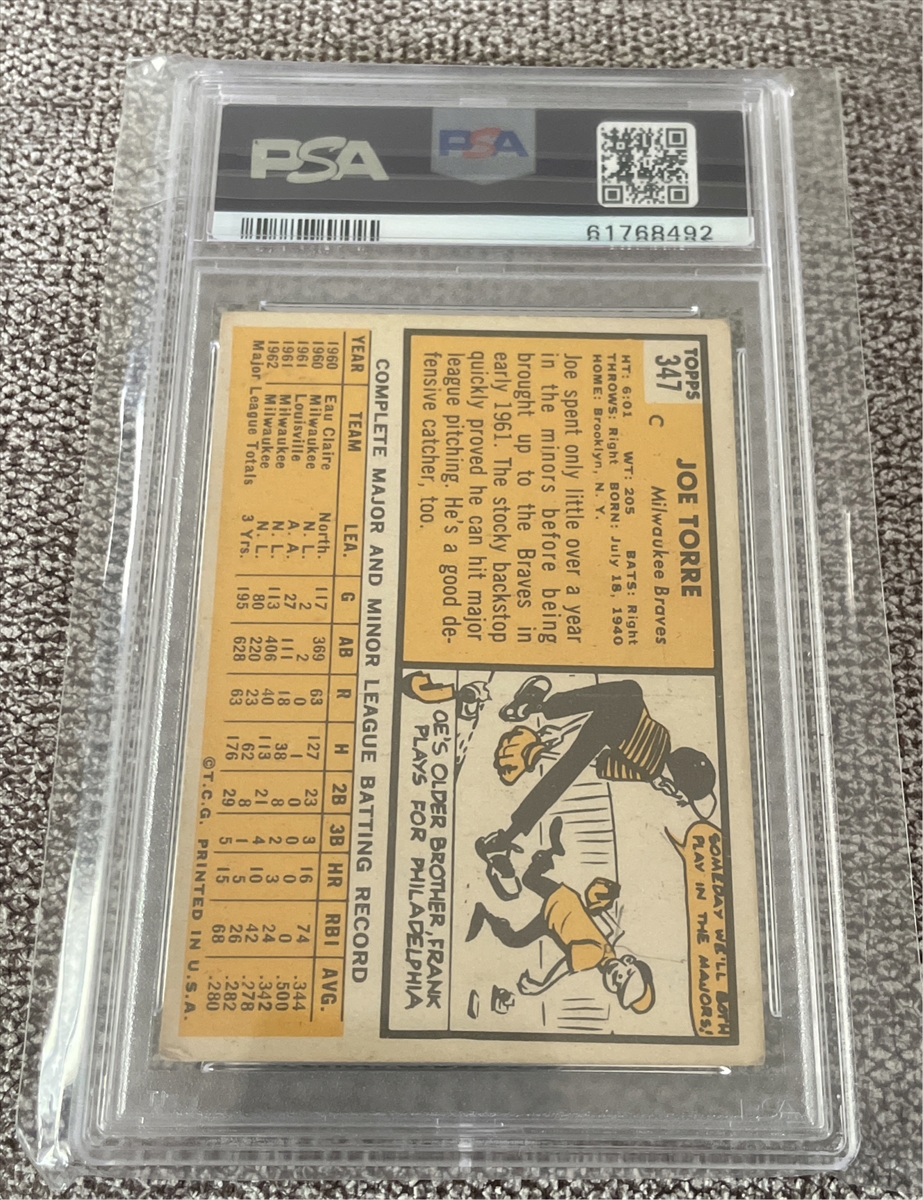 PSA
PSA
61768492
TOPPS
347
C
JOE TORRE
Milwaukee Braves
HT: 6:01 WT: 205 BATS: Right
THROWS: Right BORN: July 18, 1940
HOME: Brooklyn, N. Y.
Joe spent only little over a year
in the minors before being
brought up to the Braves in
early 1961. The stocky backstop
quickly proved he can hit major
league pitching. He's a good de-
fensive catcher, too.
SOMEDAY WE'LL BOTH
PLAY IN THE MAJORS!
OE'S OLDER BROTHER, FRANK
PLAYS FOR PHILADELPHIA
COMPLETE MAJOR AND MINOR LEAGUE BATTING RECORD
YEAR TEAM LEA. G AB R H 2B 3B HR RBI AVG.
1960 Eau Claire North. 117 369 63 127 23 3 16 74 .344
1960 Milwaukee N. L. 2 2 0 1 0 0 0 0 .500
1961 Louisville A. A. 27 111 18 38 8 2 3 24 .342
1961 Milwaukee N. L. 113 406 40 113 21 4 10 42 .278
1962 Milwaukee N. L. 80 220 23 62 8 1 5 26 .282
Major League Totals 3 Yrs. 195 628 63 176 29 5 15 68 .280
©T.C.G. PRINTED IN U.S.A.